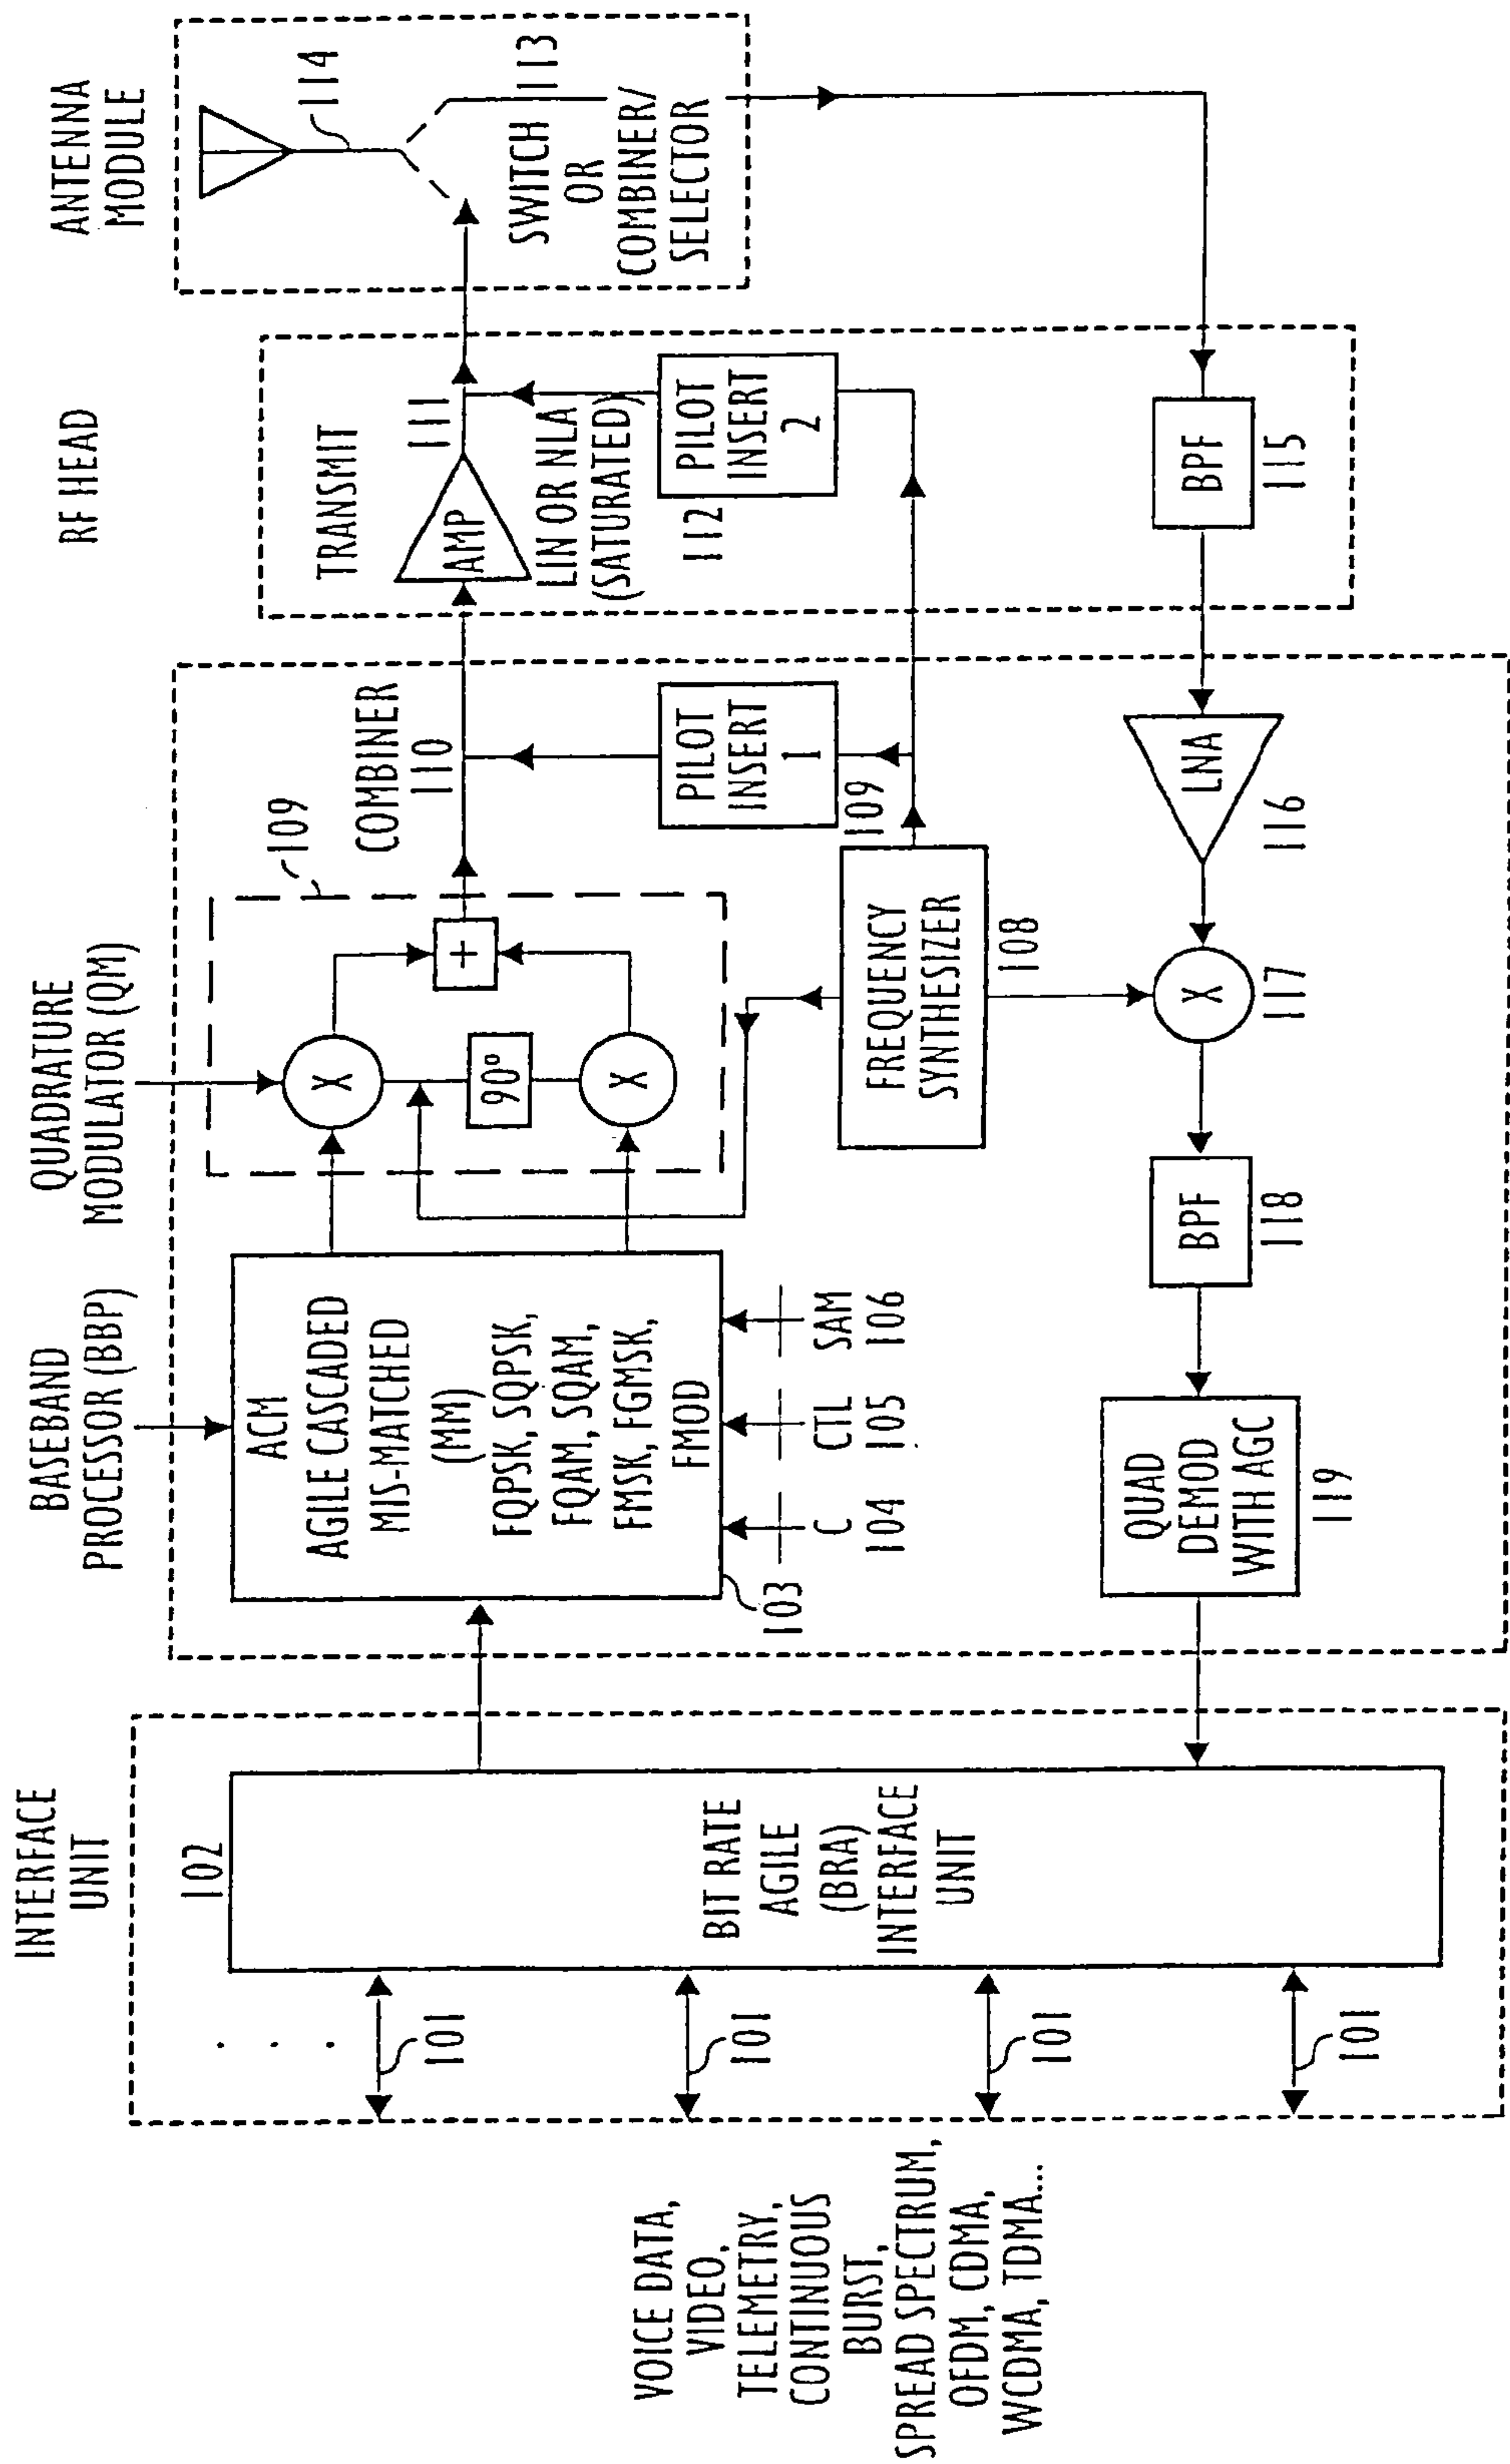 INTERFACE
UNIT
BASEBAND
PROCESSOR (BBP)
QUADRATURE
MODULATOR (QM)
RF HEAD
ANTENNA
MODULE
VOICE DATA,
VIDEO,
TELEMETRY,
CONTINUOUS
BURST,
SPREAD SPECTRUM,
OFDM, CDMA,
WCDMA, TDMA...
101
101
101
101
102
BIT RATE
AGILE
(BRA)
INTERFACE
UNIT
ACM
AGILE CASCADED
MIS-MATCHED
(MM)
FQPSK, SQPSK,
FQAM, SQAM,
FMSK, FGMSK,
FMOD
103
C
104
CTL
105
SAM
106
X
90°
X
+
109
COMBINER
110
PILOT
INSERT
1
109
FREQUENCY
SYNTHESIZER
108
TRANSMIT
AMP
111
LIN OR NLA
(SATURATED)
PILOT
INSERT
2
112
114
113
SWITCH
OR
COMBINER/
SELECTOR
BPF
115
LNA
116
X
117
BPF
118
QUAD
DEMOD
WITH AGC
119